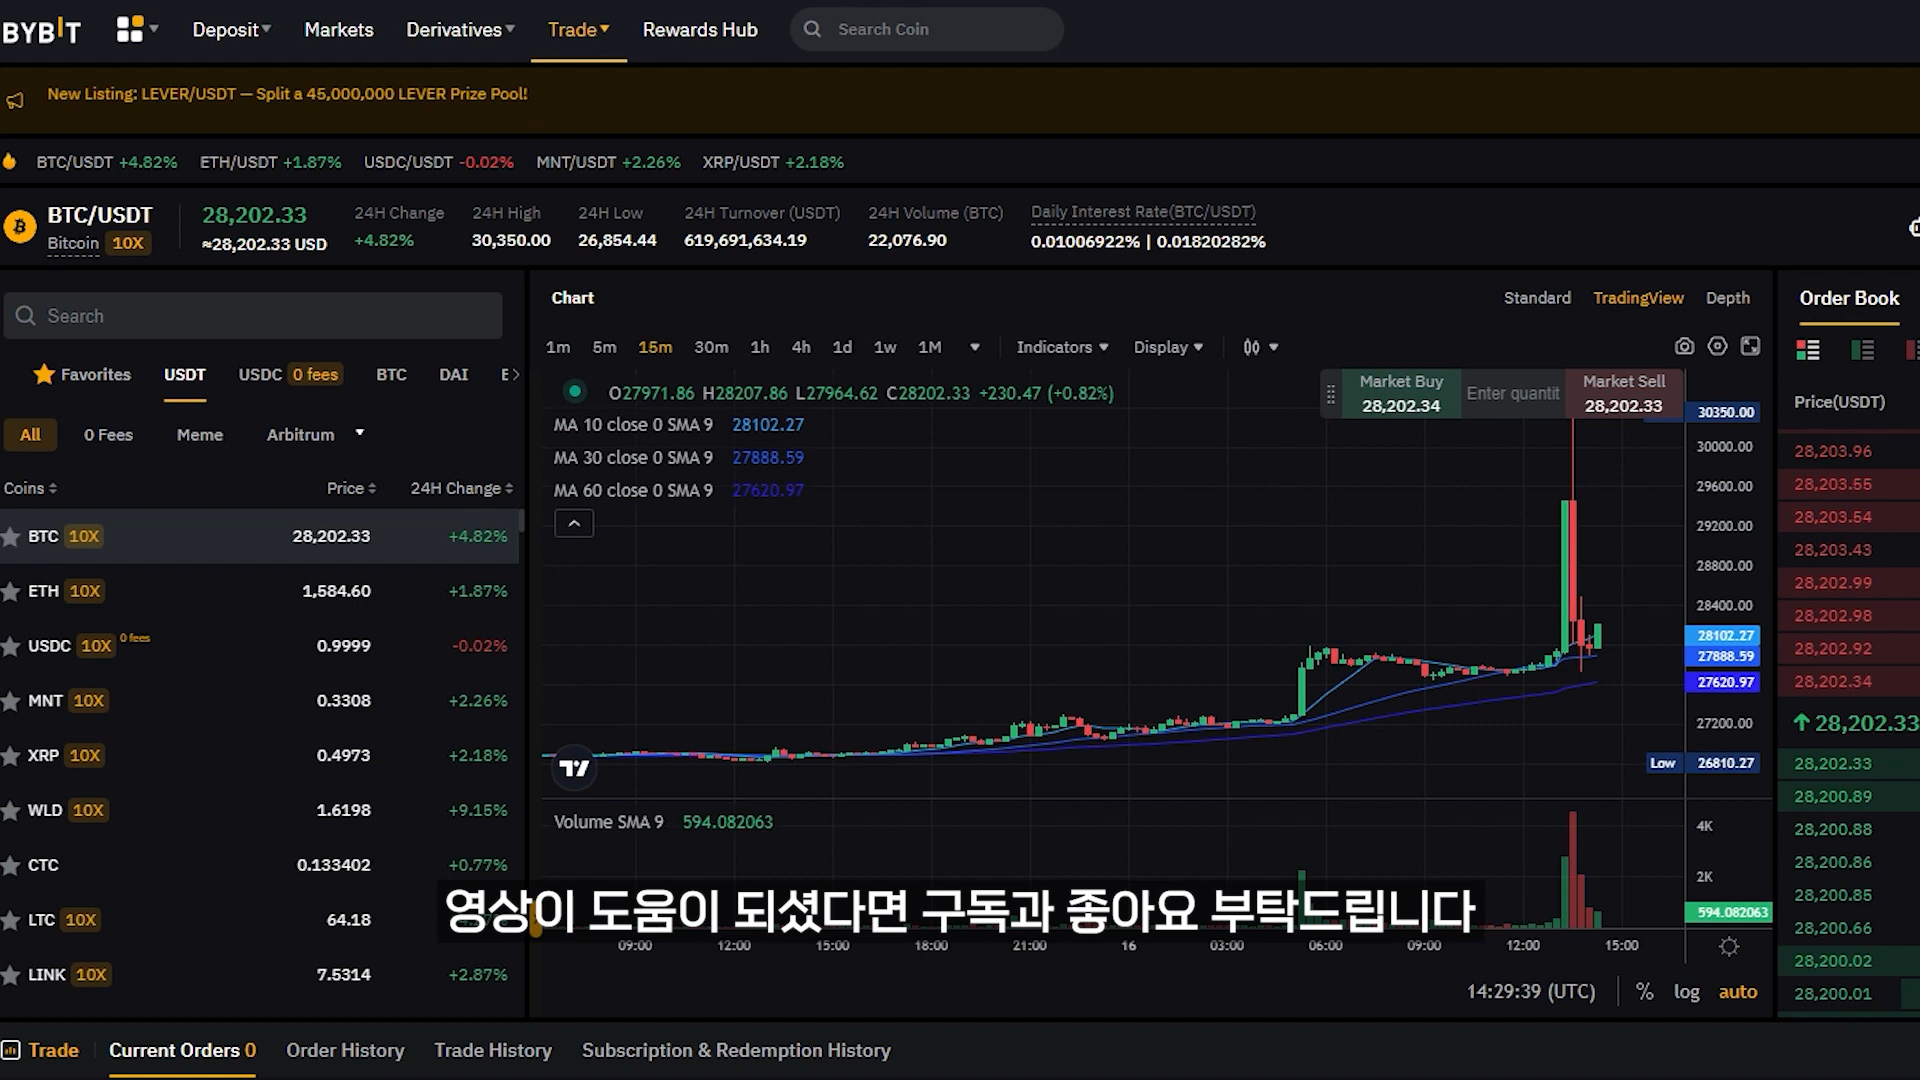 BYBIT Deposit Markets Derivatives Trade Rewards Hub Search Coin
New Listing: LEVER/USDT — Split a 45,000,000 LEVER Prize Pool!
BTC/USDT +4.82% ETH/USDT +1.87% USDC/USDT -0.02% MNT/USDT +2.26% XRP/USDT +2.18%
BTC/USDT 28,202.33 24H Change 24H High 24H Low 24H Turnover (USDT) 24H Volume (BTC) Daily Interest Rate(BTC/USDT)
Bitcoin 10X ≈28,202.33 USD +4.82% 30,350.00 26,854.44 619,691,634.19 22,076.90 0.01006922% | 0.01820282%
Search
Favorites USDT USDC 0 fees BTC DAI E
All 0 Fees Meme Arbitrum
Coins Price 24H Change
BTC 10X 28,202.33 +4.82%
ETH 10X 1,584.60 +1.87%
USDC 10X 0 fees 0.9999 -0.02%
MNT 10X 0.3308 +2.26%
XRP 10X 0.4973 +2.18%
WLD 10X 1.6198 +9.15%
CTC 0.133402 +0.77%
LTC 10X 64.18
LINK 10X 7.5314 +2.87%
Chart Standard TradingView Depth
1m 5m 15m 30m 1h 4h 1d 1w 1M Indicators Display
O27971.86 H28207.86 L27964.62 C28202.33 +230.47 (+0.82%)
MA 10 close 0 SMA 9 28102.27
MA 30 close 0 SMA 9 27888.59
MA 60 close 0 SMA 9 27620.97
Market Buy Enter quantit Market Sell
28,202.34 28,202.33
30350.00
30000.00
29600.00
29200.00
28800.00
28400.00
28102.27
27888.59
27620.97
27200.00
Low 26810.27
Volume SMA 9 594.082063
4K
2K
594.082063
영상이 도움이 되셨다면 구독과 좋아요 부탁드립니다
09:00 12:00 15:00 18:00 21:00 16 03:00 06:00 09:00 12:00 15:00
14:29:39 (UTC) % log auto
Order Book
Price(USDT)
28,203.96
28,203.55
28,203.54
28,203.43
28,202.99
28,202.98
28,202.92
28,202.34
28,202.33
28,202.33
28,200.89
28,200.88
28,200.86
28,200.85
28,200.66
28,200.02
28,200.01
Trade Current Orders 0 Order History Trade History Subscription & Redemption History